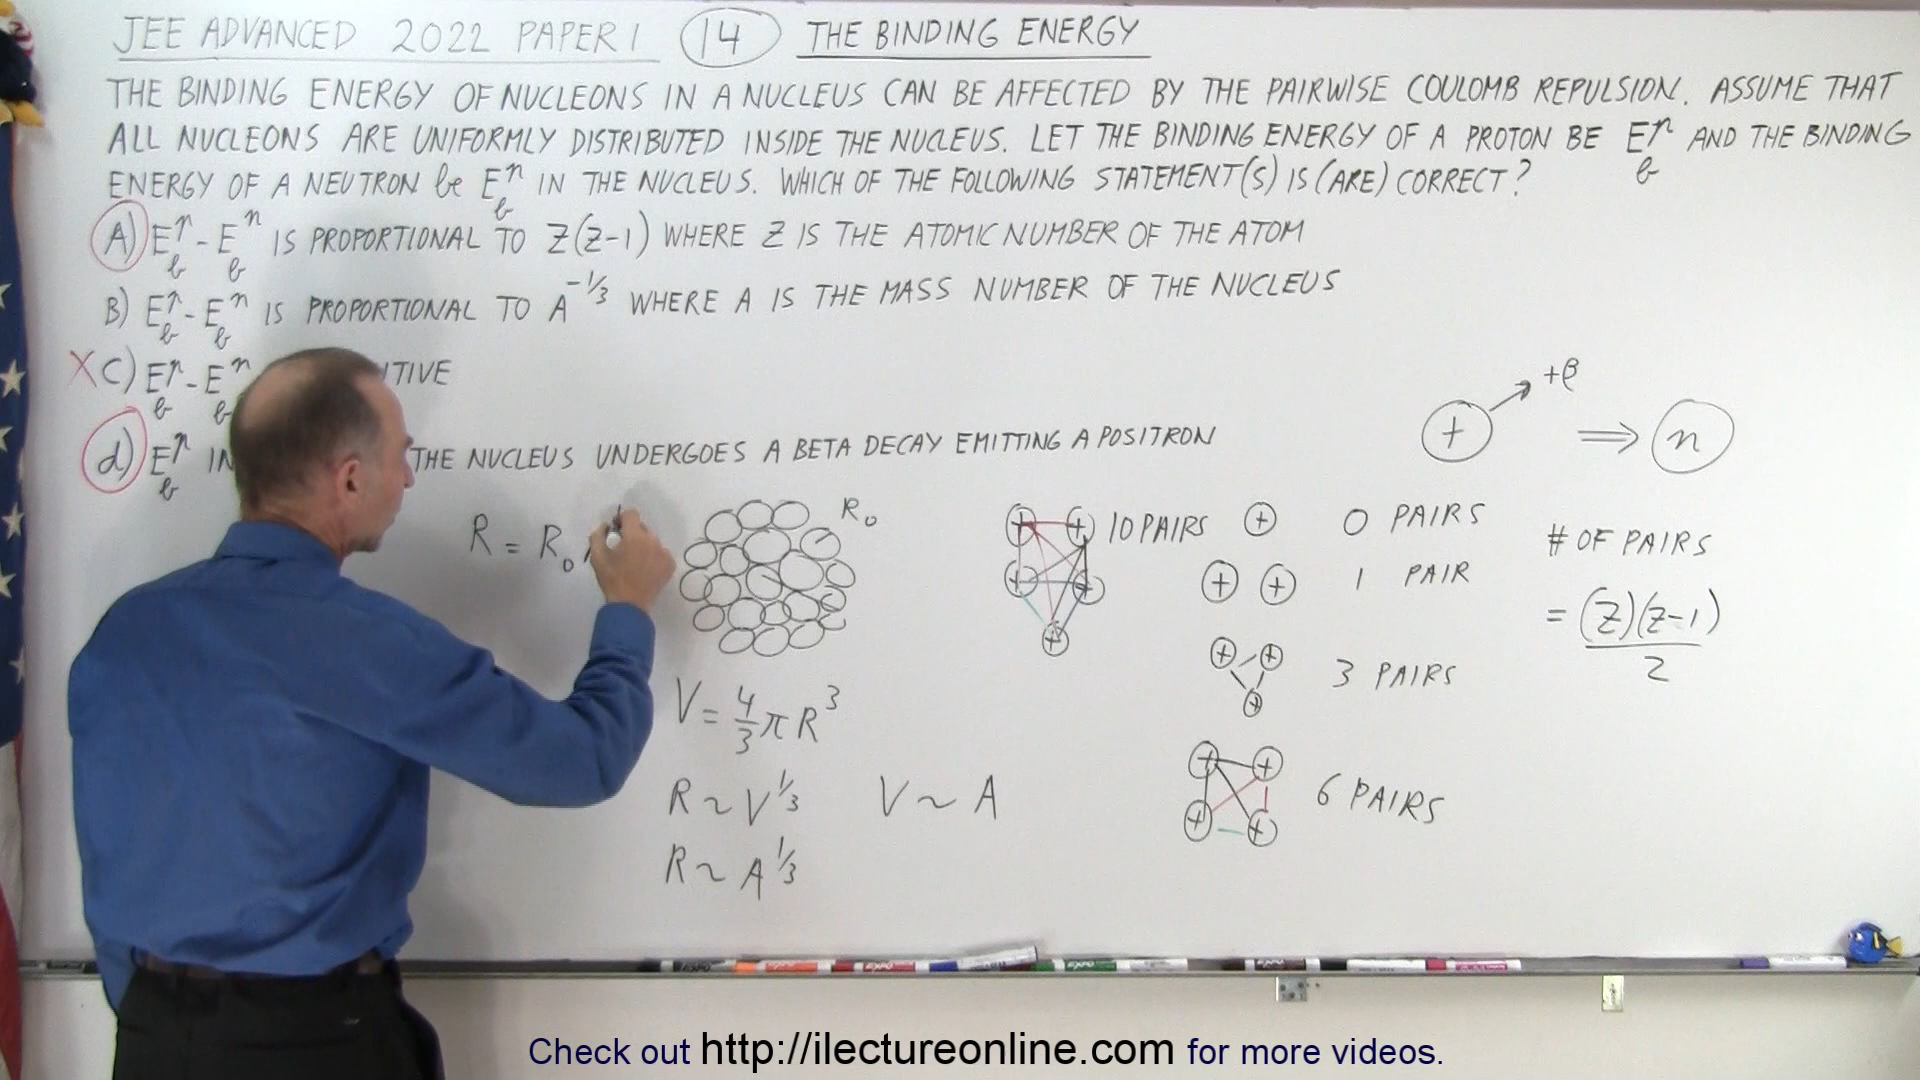 JEE ADVANCED 2022 PAPER 1 14 THE BINDING ENERGY
THE BINDING ENERGY OF NUCLEONS IN A NUCLEUS CAN BE AFFECTED BY THE PAIRWISE COULOMB REPULSION. ASSUME THAT
ALL NUCLEONS ARE UNIFORMLY DISTRIBUTED INSIDE THE NUCLEUS. LET THE BINDING ENERGY OF A PROTON BE E_b^p AND THE BINDING
ENERGY OF A NEUTRON be E_b^n IN THE NUCLEUS. WHICH OF THE FOLLOWING STATEMENT(S) IS (ARE) CORRECT?
A) E_b^p - E_b^n IS PROPORTIONAL TO Z(Z-1) WHERE Z IS THE ATOMIC NUMBER OF THE ATOM
B) E_b^p - E_b^n IS PROPORTIONAL TO A^-1/3 WHERE A IS THE MASS NUMBER OF THE NUCLEUS
X C) E_b^p - E_b^n ITIVE
d) E_b^p IN THE NUCLEUS UNDERGOES A BETA DECAY EMITTING A POSITRON
+ +β ⇒ n
R = R₀
R₀
V = 4/3 π R³
R ~ V^1/3 V ~ A
R ~ A^1/3
+ + + + + 10 PAIRS
+ 0 PAIRS
+ + 1 PAIR
+ + + 3 PAIRS
+ + + + 6 PAIRS
# OF PAIRS
= (Z)(Z-1)/2
Check out http://ilectureonline.com for more videos.